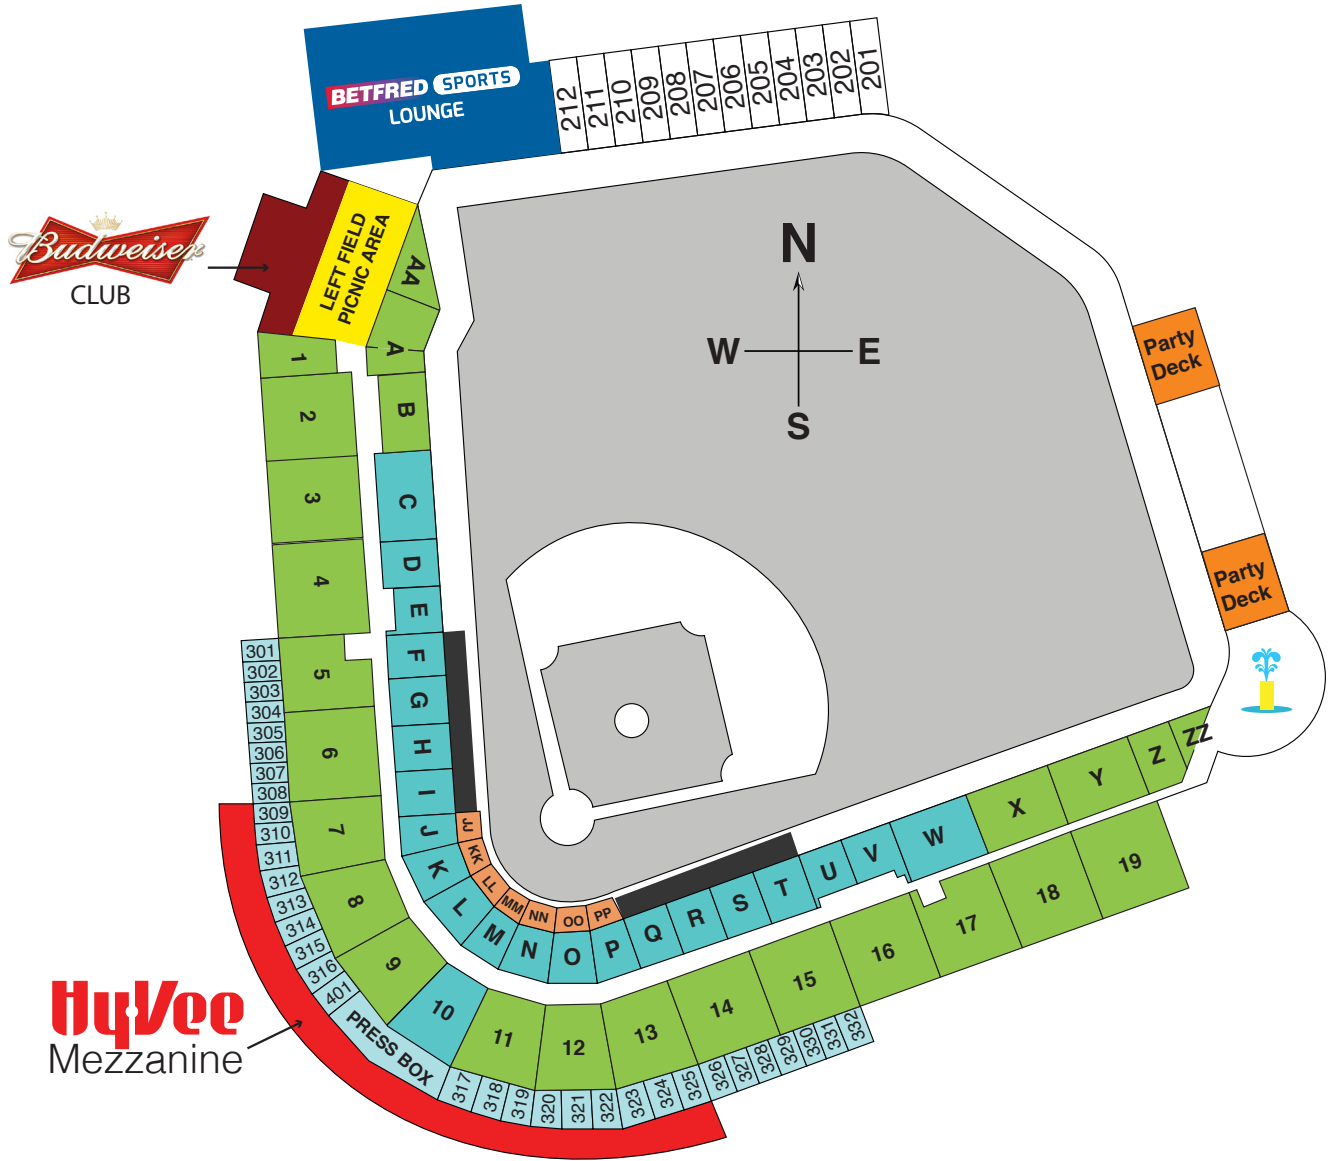 BETFRED SPORTS
LOUNGE
212
211
210
209
208
207
206
205
204
203
202
201
Budweiser
CLUB
LEFT FIELD
PICNIC AREA
AA
A
B
C
D
E
F
G
H
I
J
K
L
M
N
O
P
Q
R
S
T
U
V
W
X
Y
Z
ZZ
N
W E
S
Party
Deck
Party
Deck
1
2
3
4
5
6
7
8
9
10
11
12
13
14
15
16
17
18
19
JJ
KK
LL
MM
NN
OO
PP
301
302
303
304
305
306
307
308
309
310
311
312
313
314
315
316
401
PRESS BOX
317
318
319
320
321
322
323
324
325
326
327
328
329
330
331
332
HyVee
Mezzanine